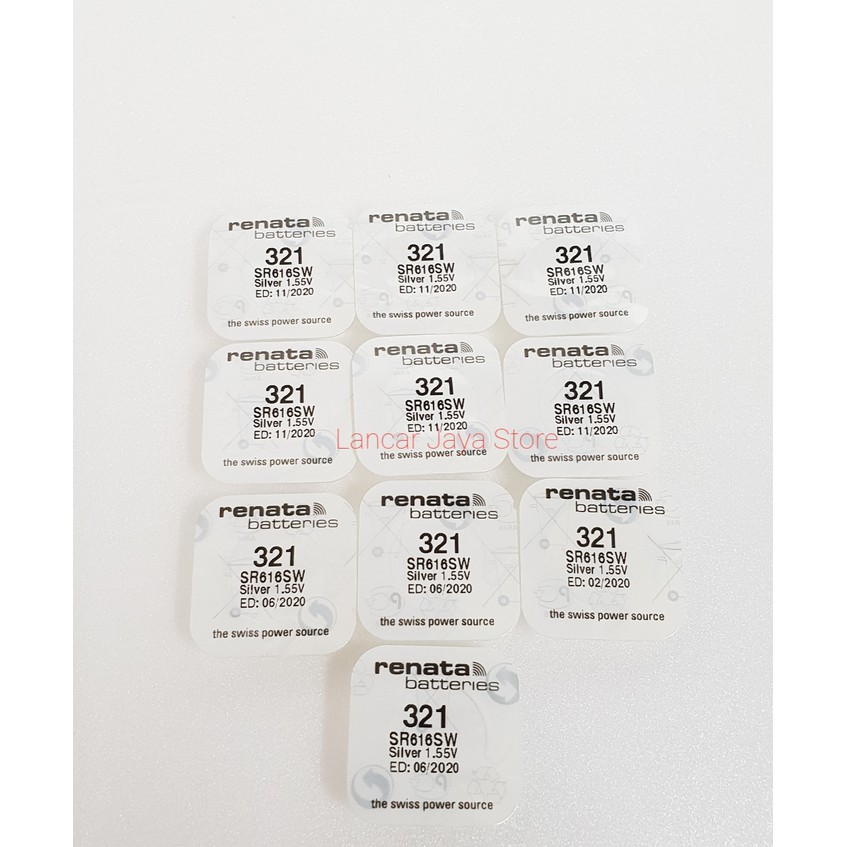 renata
batteries
321
SR616SW
Silver 1.55V
ED: 11/2020
the swiss power source
renata
batteries
321
SR616SW
Silver 1.55V
ED: 11/2020
the swiss power source
renata
batteries
321
SR616SW
Silver 1.55V
ED: 11/2020
the swiss power source
renata
batteries
321
SR616SW
Silver 1.55V
ED: 11/2020
the swiss power source
renata
batteries
321
SR616SW
Silver 1.55V
ED: 11/2020
the swiss power source
renata
batteries
321
SR616SW
Silver 1.55V
ED: 11/2020
the swiss power source
Lancar Jaya Store
renata
batteries
321
SR616SW
Silver 1.55V
ED: 06/2020
the swiss power source
renata
batteries
321
SR616SW
Silver 1.55V
ED: 06/2020
the swiss power source
renata
batteries
321
SR616SW
Silver 1.55V
ED: 02/2020
the swiss power source
renata
batteries
321
SR616SW
Silver 1.55V
ED: 06/2020
the swiss power source